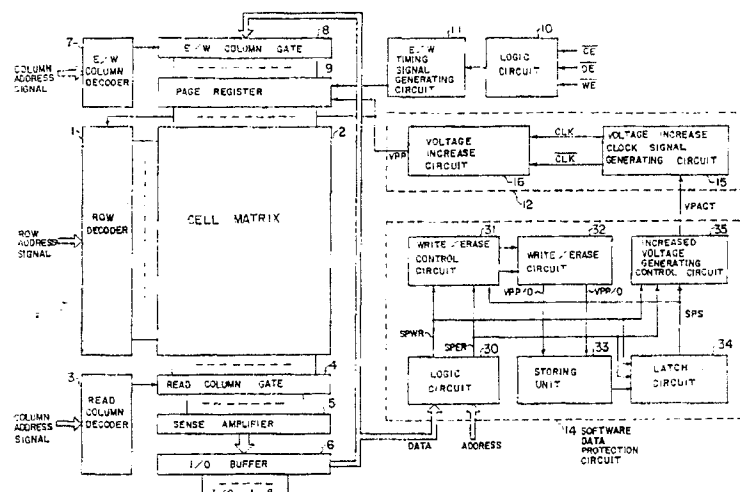 7
COLUMN
ADDRESS
SIGNAL
E/W
COLUMN
DECODER
8
E/W COLUMN GATE
9
PAGE REGISTER
11
E/W
TIMING
SIGNAL
GENERATING
CIRCUIT
10
LOGIC
CIRCUIT
CE
OE
WE
1
ROW
DECODER
ROW
ADDRESS
SIGNAL
2
CELL MATRIX
VPP
VOLTAGE
INCREASE
CIRCUIT
16
CLK
CLK
VOLTAGE INCREASE
CLOCK SIGNAL
GENERATING CIRCUIT
15
12
VPACT
31
WRITE/ERASE
CONTROL
CIRCUIT
32
WRITE/ERASE
CIRCUIT
35
INCREASED
VOLTAGE
GENERATING
CONTROL CIRCUIT
VPP/0
VPP/0
SPS
SPWR
SPER
30
LOGIC
CIRCUIT
33
STORING
UNIT
34
LATCH
CIRCUIT
3
COLUMN
ADDRESS
SIGNAL
READ
COLUMN
DECODER
4
READ COLUMN GATE
5
SENSE AMPLIFIER
6
I/O BUFFER
DATA
ADDRESS
14 SOFTWARE
DATA
PROTECTION
CIRCUIT